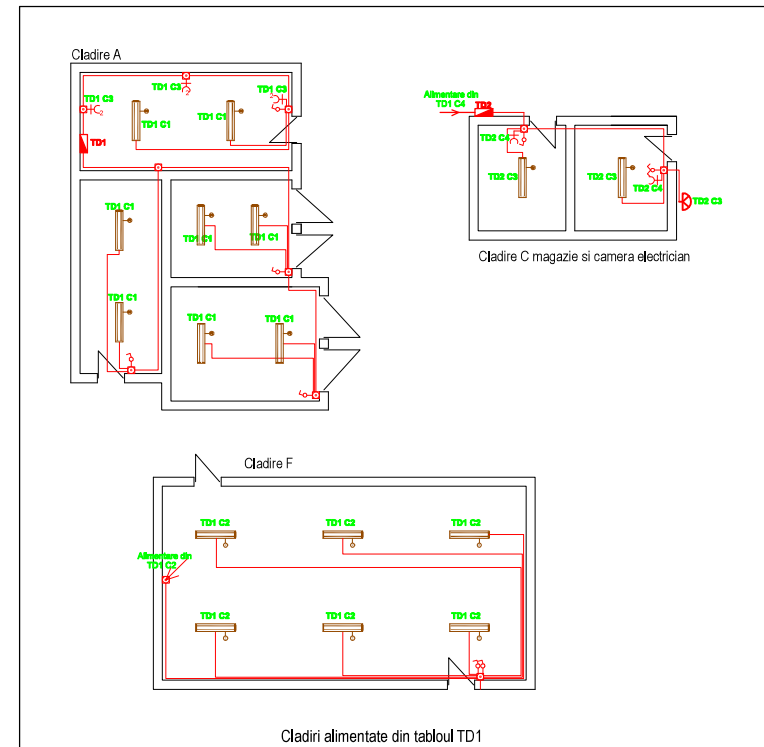 Cladire A
TD1 C3
TD1 C3
TD1 C3
TD1 C1
TD1 C1
TD1
TD1 C1
TD1 C1
TD1 C1
TD1 C1
TD1 C1
TD1 C1
Alimentare din
TD1 C4
TD2
TD2 C4
TD2 C3
TD2 C3
TD2 C4
TD2 C3
Cladire C magazie si camera electrician
Cladire F
TD1 C2
TD1 C2
TD1 C2
Alimentare din
TD1 C2
TD1 C2
TD1 C2
TD1 C2
Cladiri alimentate din tabloul TD1